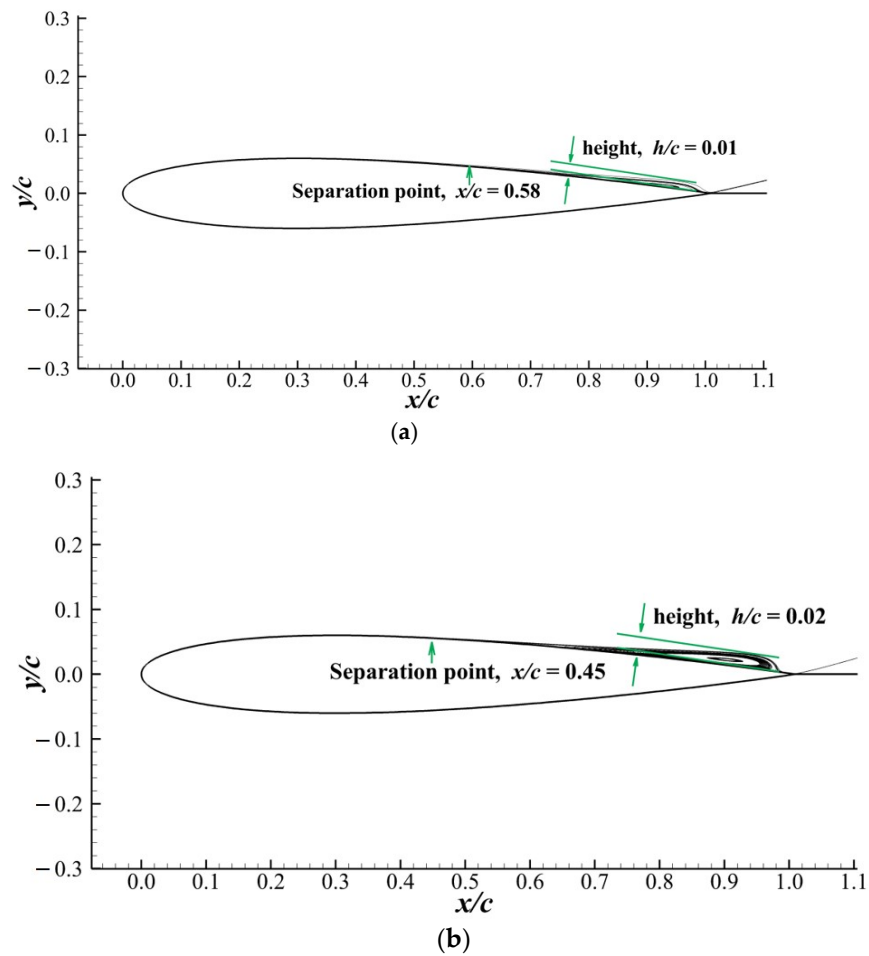 0.3
0.2
0.1
0.0
−0.1
−0.2
−0.3
y/c
height, h/c = 0.01
Separation point, x/c = 0.58
0.0 0.1 0.2 0.3 0.4 0.5 0.6 0.7 0.8 0.9 1.0 1.1
x/c
(a)
0.3
0.2
0.1
0.0
−0.1
−0.2
−0.3
y/c
height, h/c = 0.02
Separation point, x/c = 0.45
0.0 0.1 0.2 0.3 0.4 0.5 0.6 0.7 0.8 0.9 1.0 1.1
x/c
(b)